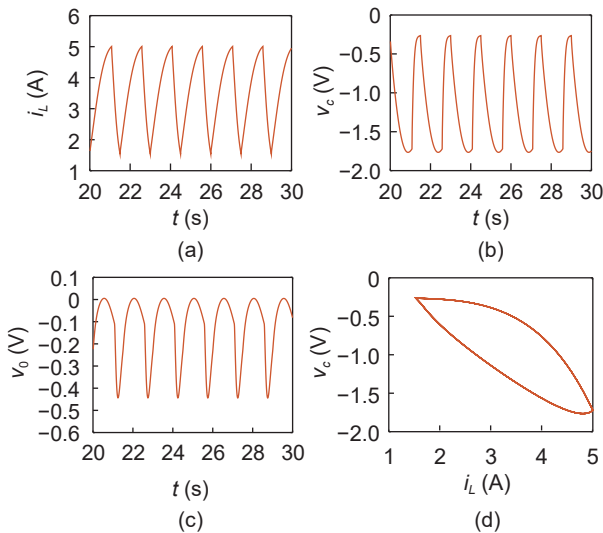 6
5
4
3
2
1
i_L (A)
20 22 24 26 28 30
t (s)
(a)
−0
−0.5
−1.0
−1.5
−2.0
v_c (V)
20 22 24 26 28 30
t (s)
(b)
0.1
0
−0.1
−0.2
−0.3
−0.4
−0.5
−0.6
v_0 (V)
20 22 24 26 28 30
t (s)
(c)
−0
−0.5
−1.0
−1.5
−2.0
v_c (V)
1 2 3 4 5
i_L (A)
(d)